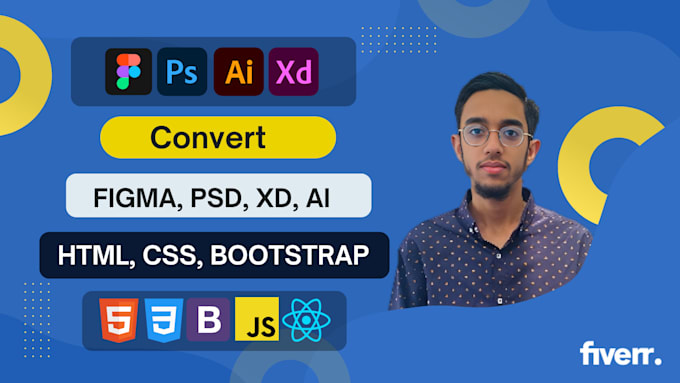 Ps Ai Xd
Convert
FIGMA, PSD, XD, AI
HTML, CSS, BOOTSTRAP
5 3 B JS
fiverr.